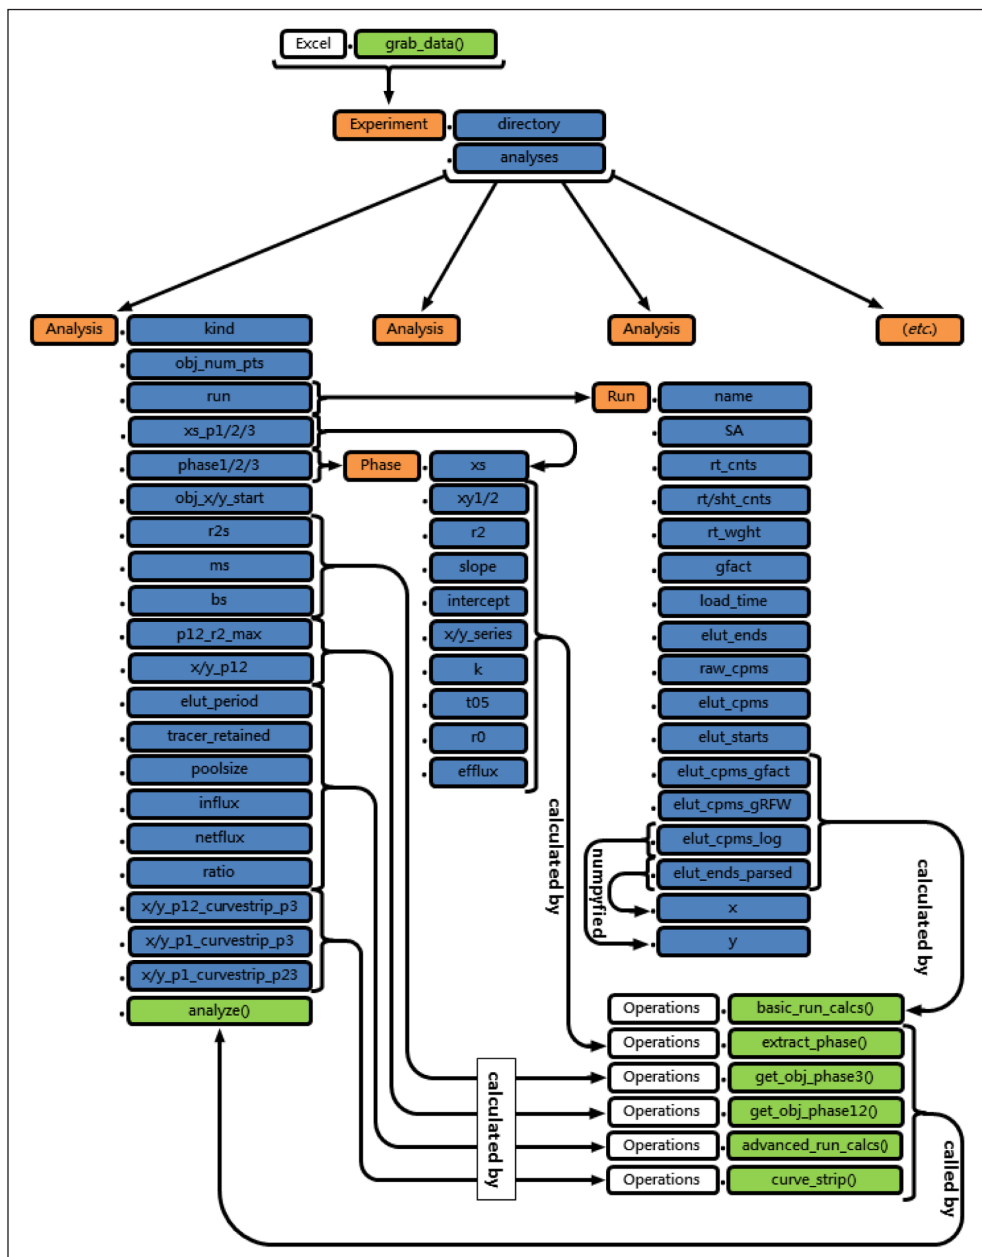 Excel . grab_data()
Experiment . directory
. analyses
Analysis . kind
Analysis
Analysis
(etc.)
. obj_num_pts
. run
. xs_p1/2/3
. phase1/2/3
. obj_x/y_start
. r2s
. ms
. bs
. p12_r2_max
. x/y_p12
. elut_period
. tracer_retained
. poolsize
. influx
. netflux
. ratio
. x/y_p12_curvestrip_p3
. x/y_p1_curvestrip_p3
. x/y_p1_curvestrip_p23
. analyze()
Phase . xs
. xy1/2
. r2
. slope
. intercept
. x/y_series
. k
. t05
. r0
. efflux
calculated by
Run . name
. SA
. rt_cnts
. rt/sht_cnts
. rt_wght
. gfact
. load_time
. elut_ends
. raw_cpms
. elut_cpms
. elut_starts
. elut_cpms_gfact
. elut_cpms_gRFW
. elut_cpms_log
. elut_ends_parsed
. x
. y
numpyfied
calculated by
Operations . basic_run_calcs()
Operations . extract_phase()
Operations . get_obj_phase3()
Operations . get_obj_phase12()
Operations . advanced_run_calcs()
Operations . curve_strip()
calculated by
called by